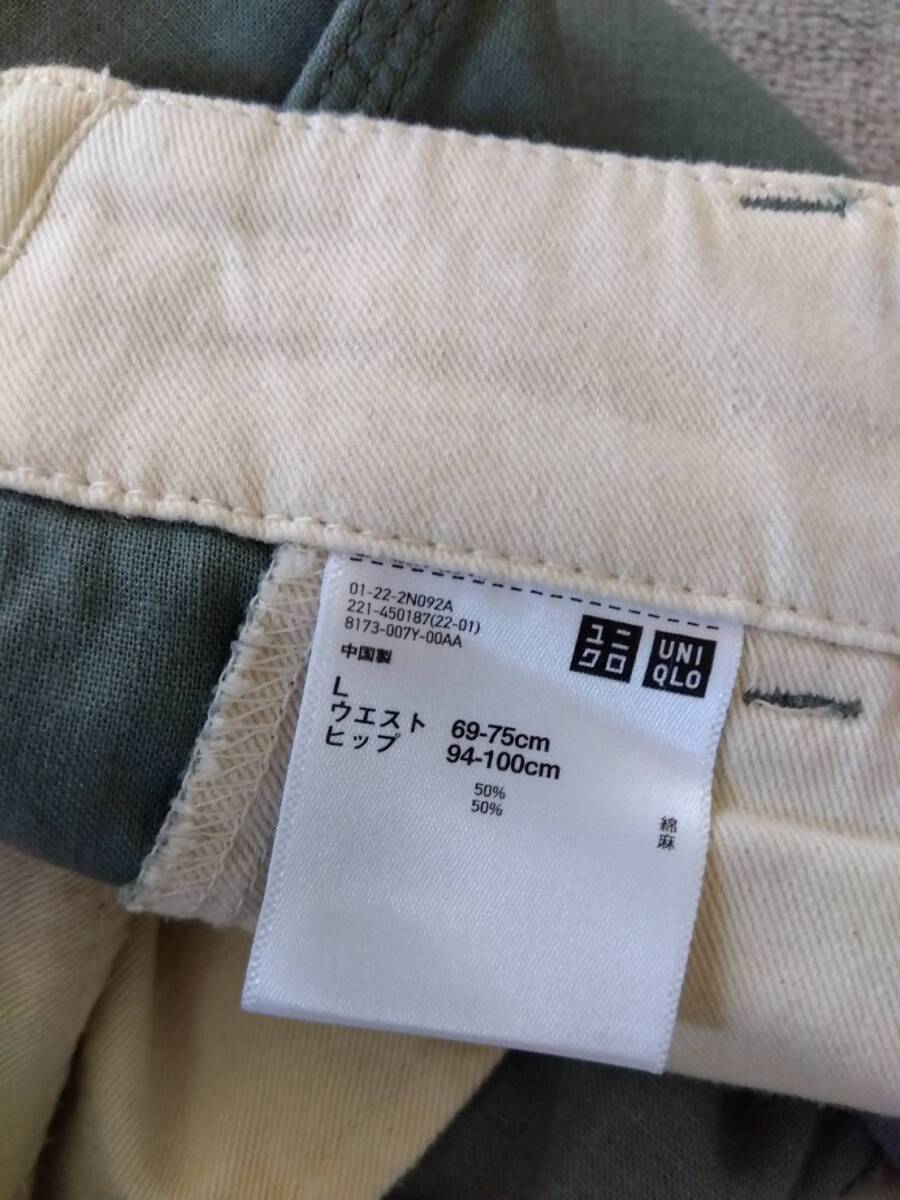 01-22-2N092A
221-450187(22-01)
8173-007Y-00AA
ユニ
クロ
UNI
QLO
中国製
L
ウエスト 69-75cm
ヒップ 94-100cm
50% 綿
50% 麻